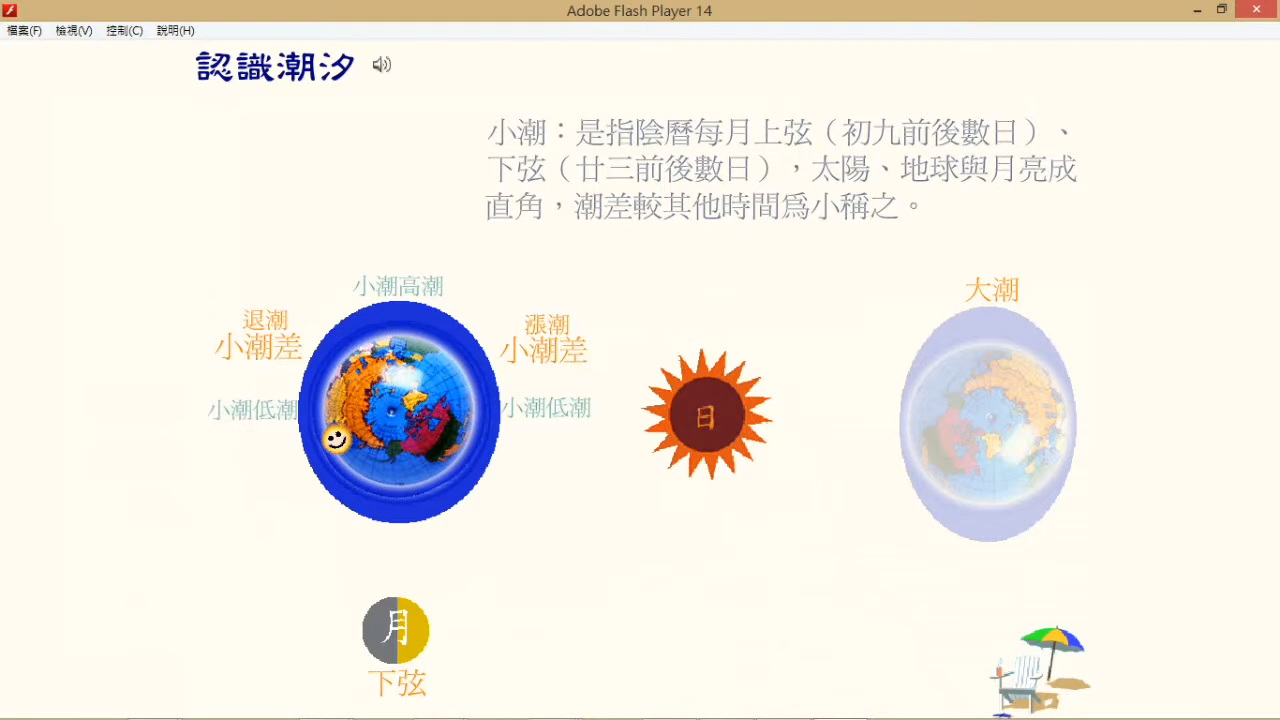 Adobe Flash Player 14
檔案(F) 檢視(V) 控制(C) 說明(H)
認識潮汐
小潮：是指陰曆每月上弦（初九前後數日）、
下弦（廿三前後數日），太陽、地球與月亮成
直角，潮差較其他時間為小稱之。
小潮高潮
大潮
退潮
小潮差
漲潮
小潮差
小潮低潮
小潮低潮
日
月
下弦